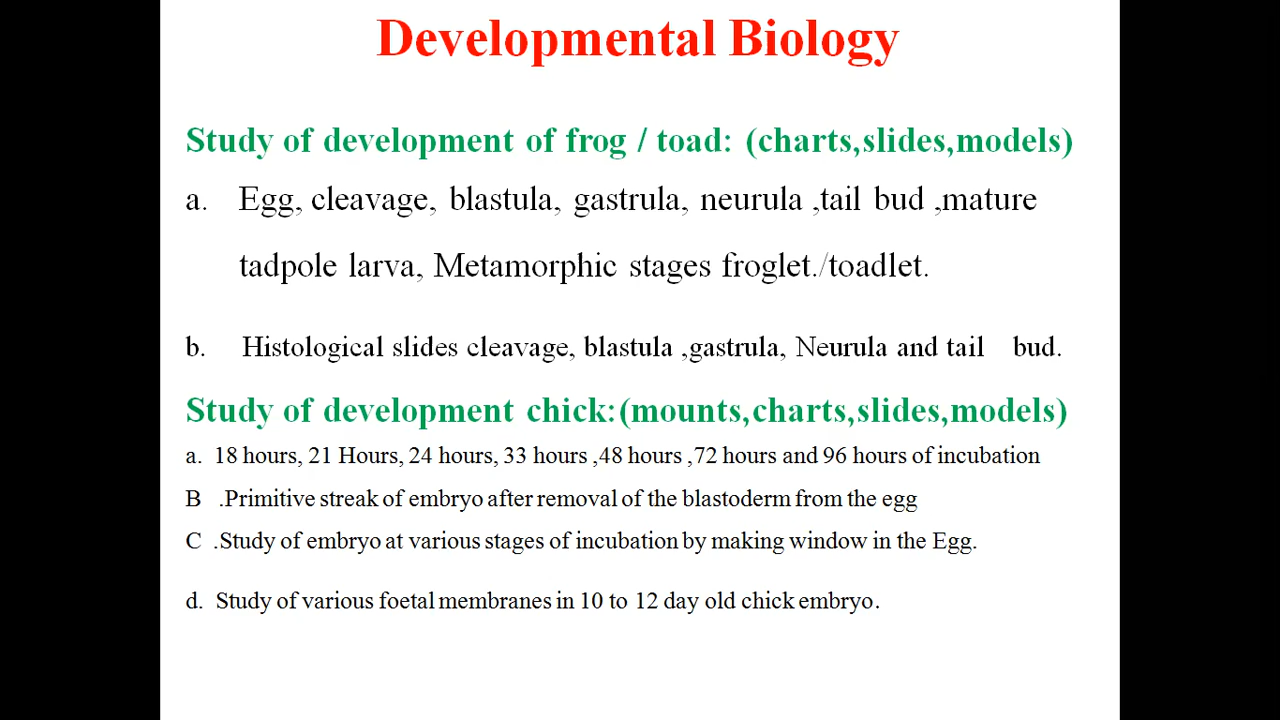 Developmental Biology
Study of development of frog / toad: (charts,slides,models)
a. Egg, cleavage, blastula, gastrula, neurula ,tail bud ,mature
tadpole larva, Metamorphic stages froglet./toadlet.
b. Histological slides cleavage, blastula ,gastrula, Neurula and tail bud.
Study of development chick:(mounts,charts,slides,models)
a. 18 hours, 21 Hours, 24 hours, 33 hours ,48 hours ,72 hours and 96 hours of incubation
B .Primitive streak of embryo after removal of the blastoderm from the egg
C .Study of embryo at various stages of incubation by making window in the Egg.
d. Study of various foetal membranes in 10 to 12 day old chick embryo.